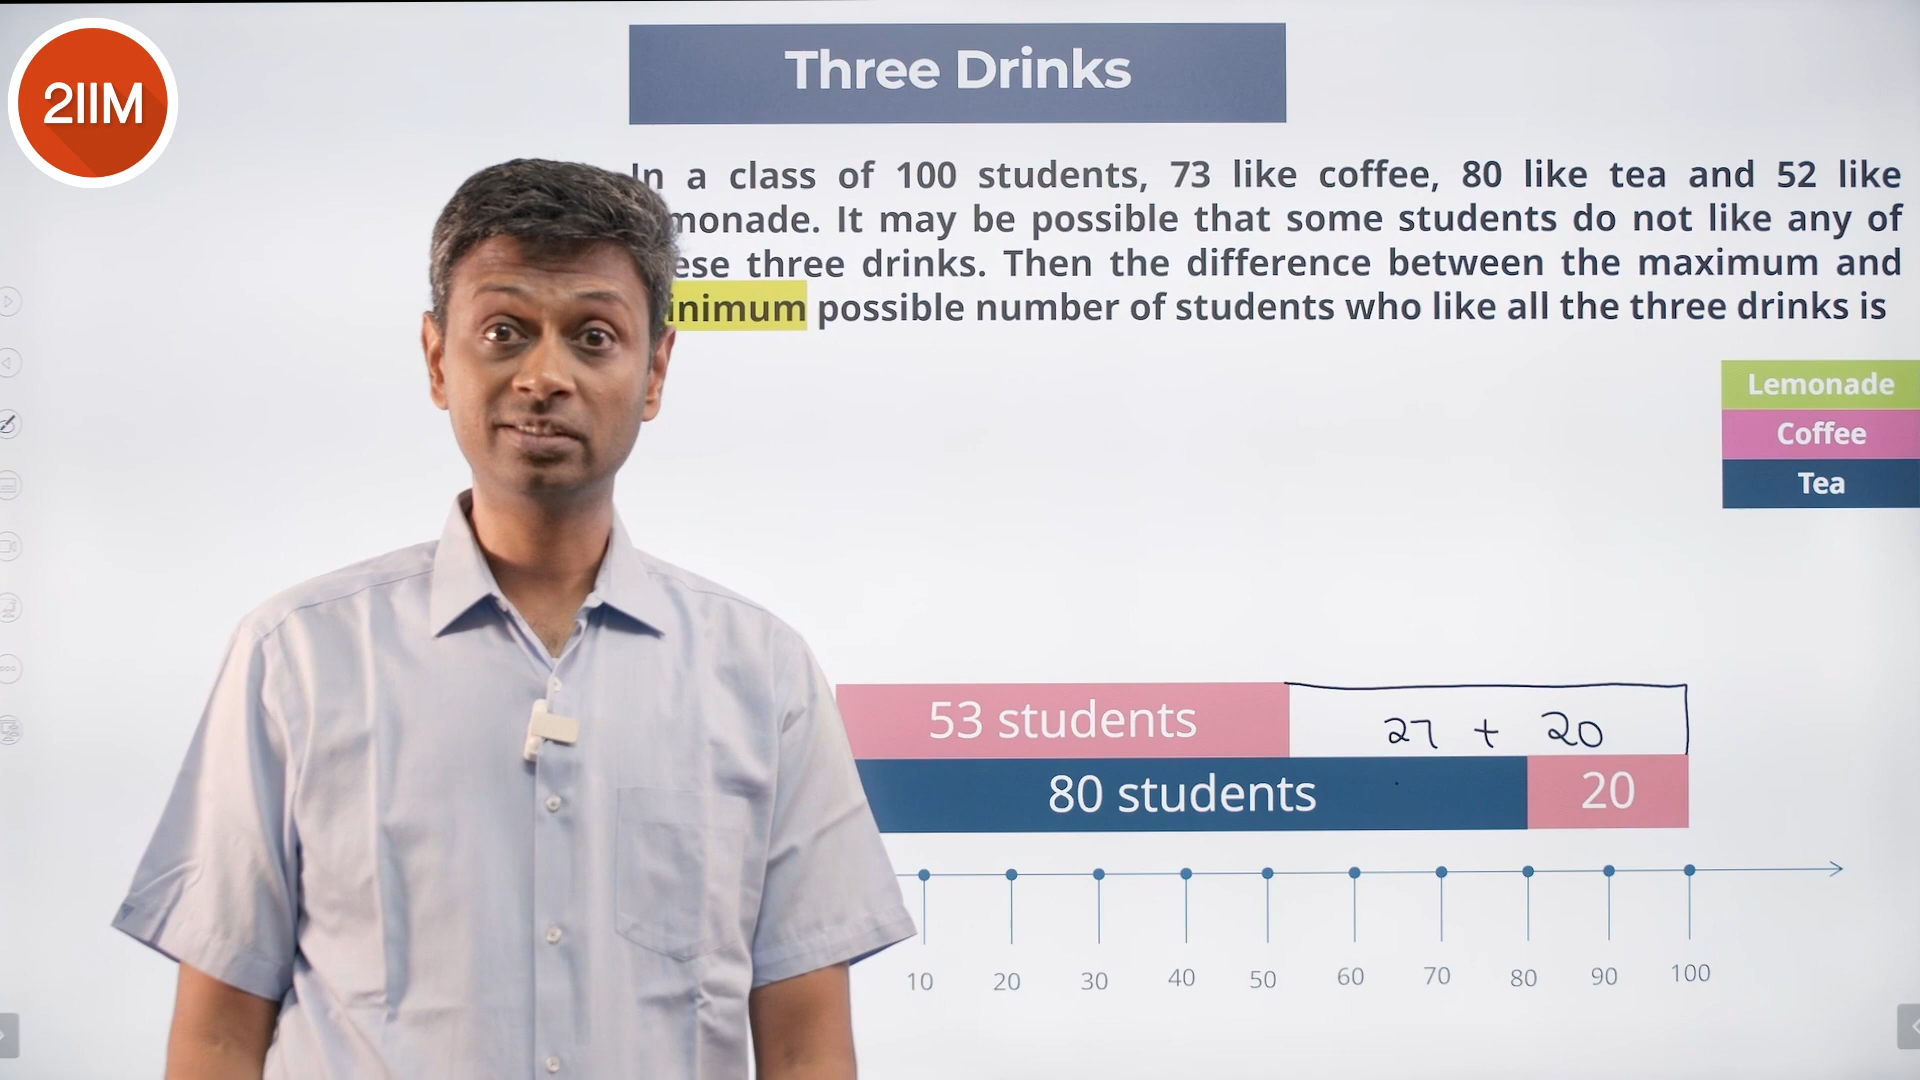 2IIM
Three Drinks
In a class of 100 students, 73 like coffee, 80 like tea and 52 like
monade. It may be possible that some students do not like any of
ese three drinks. Then the difference between the maximum and
inimum possible number of students who like all the three drinks is
Lemonade
Coffee
Tea
53 students
27 + 20
80 students
20
10 20 30 40 50 60 70 80 90 100